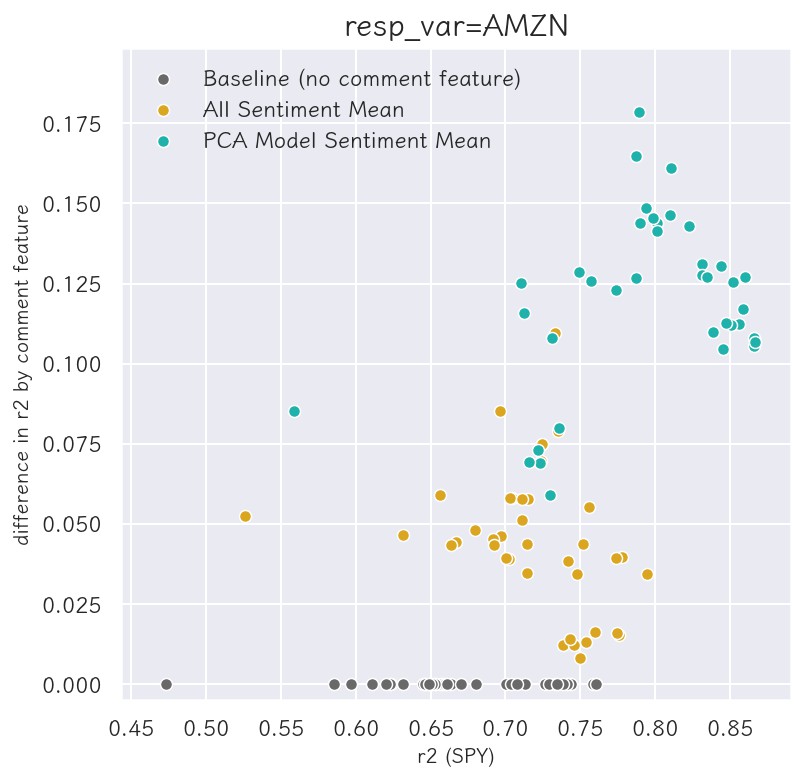 resp_var=AMZN
Baseline (no comment feature)
All Sentiment Mean
PCA Model Sentiment Mean
difference in r2 by comment feature
0.175
0.150
0.125
0.100
0.075
0.050
0.025
0.000
0.45 0.50 0.55 0.60 0.65 0.70 0.75 0.80 0.85
r2 (SPY)